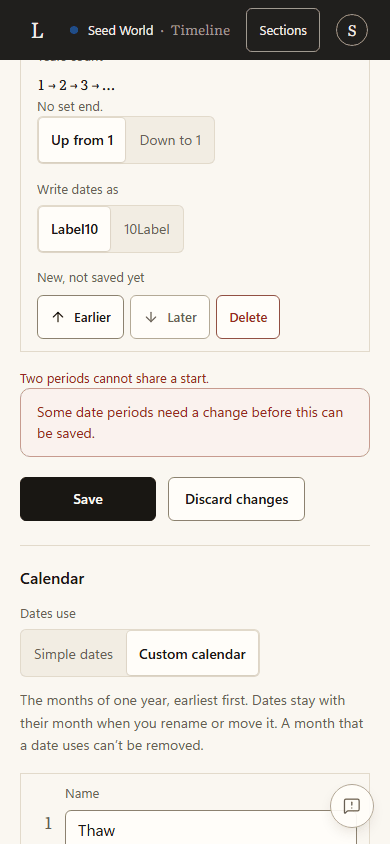 L
Seed World · Timeline
Sections
S
1 → 2 → 3 → …
No set end.
Up from 1
Down to 1
Write dates as
Label10
10Label
New, not saved yet
↑ Earlier
↓ Later
Delete
Two periods cannot share a start.
Some date periods need a change before this can
be saved.
Save
Discard changes
Calendar
Dates use
Simple dates
Custom calendar
The months of one year, earliest first. Dates stay with
their month when you rename or move it. A month that
a date uses can’t be removed.
Name
1
Thaw